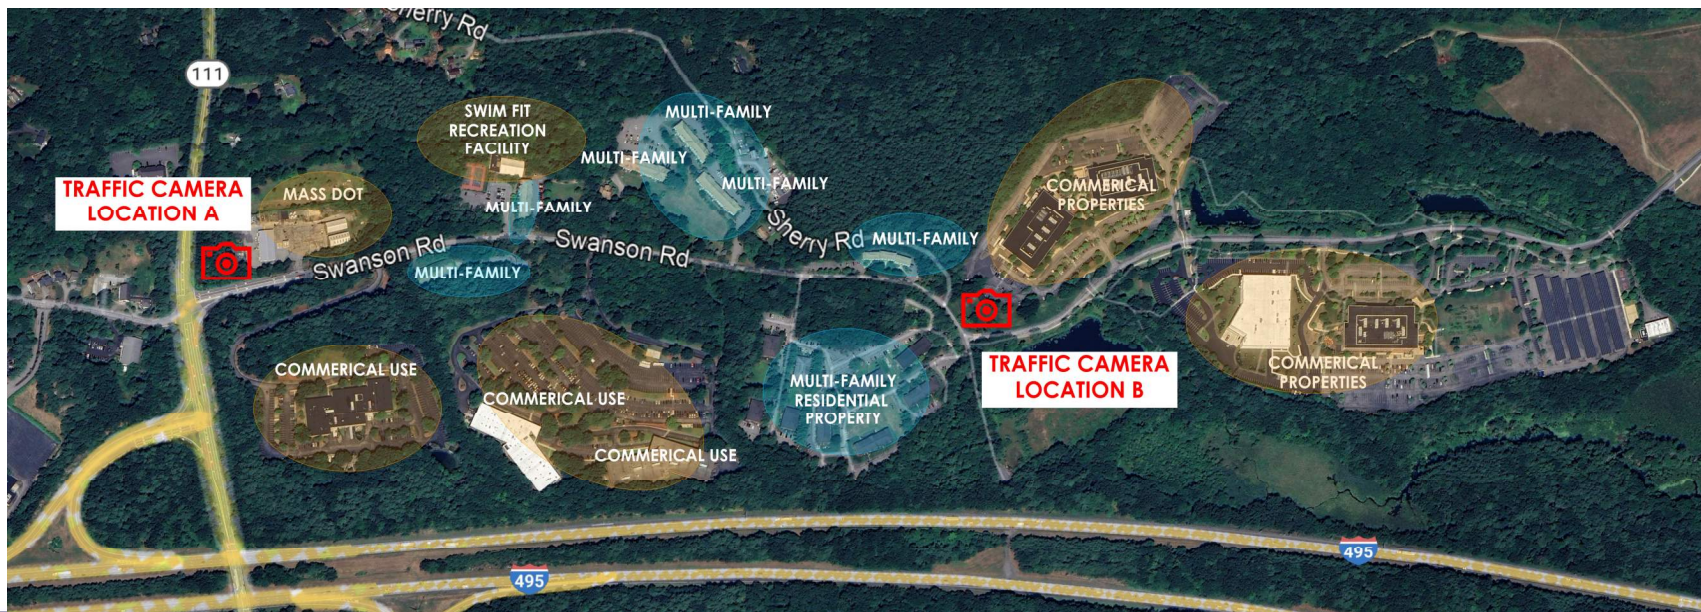 Sherry Rd
111
SWIM FIT
RECREATION
FACILITY
MULTI-FAMILY
MULTI-FAMILY
MULTI-FAMILY
TRAFFIC CAMERA
LOCATION A
MASS DOT
MULTI-FAMILY
COMMERICAL
PROPERTIES
Swanson Rd
MULTI-FAMILY
Swanson Rd
Sherry Rd
MULTI-FAMILY
COMMERICAL USE
COMMERICAL USE
COMMERICAL USE
MULTI-FAMILY
RESIDENTIAL
PROPERTY
TRAFFIC CAMERA
LOCATION B
COMMERICAL
PROPERTIES
495
495